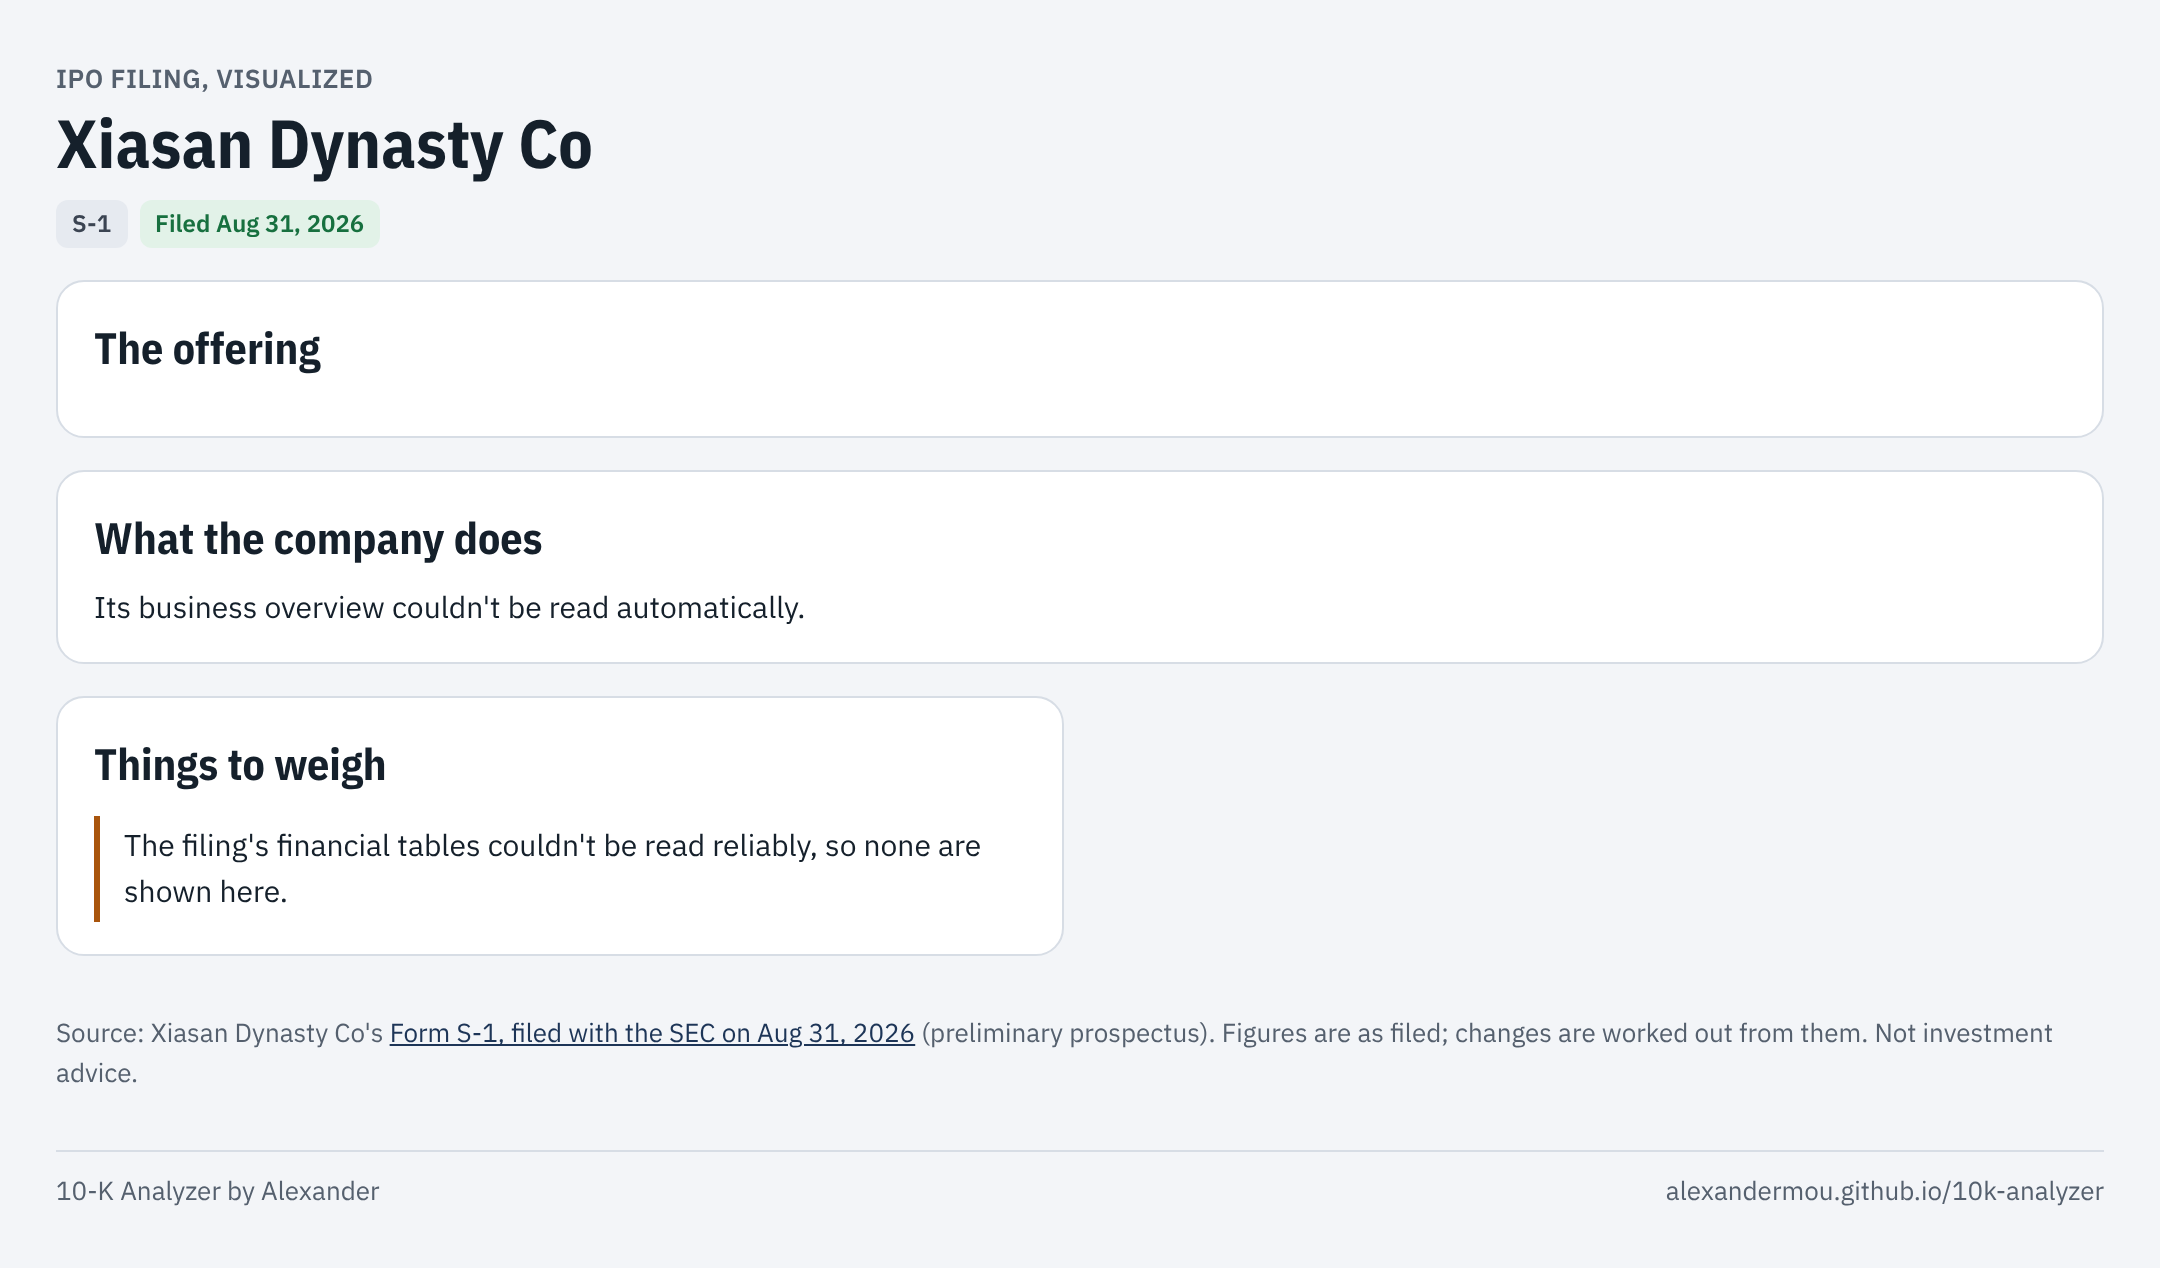 IPO FILING, VISUALIZED
Xiasan Dynasty Co
S-1 Filed Aug 31, 2026
The offering
What the company does
Its business overview couldn't be read automatically.
Things to weigh
The filing's financial tables couldn't be read reliably, so none are
shown here.
Source: Xiasan Dynasty Co's Form S-1, filed with the SEC on Aug 31, 2026 (preliminary prospectus). Figures are as filed; changes are worked out from them. Not investment
advice.
10-K Analyzer by Alexander alexandermou.github.io/10k-analyzer